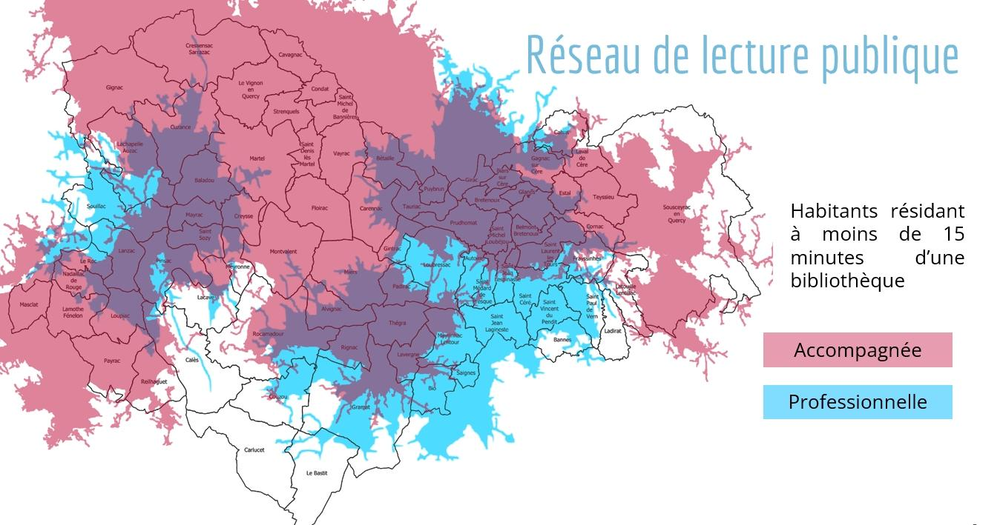 Réseau de lecture publique
Habitants résidant
à moins de 15
minutes d'une
bibliothèque
Accompagnée
Professionnelle
Cressensac
Sarrazac
Cavagnac
Gignac
Le Vignon
en
Quercy
Condat
Saint
Michel
de
Bannières
Strenquels
Cuzance
Lachapelle
Auzac
Martel
Saint
Denis
lès
Martel
Vayrac
Bétaille
Cahus
Gagnac
sur
Cère
Laval
de
Cère
Biars
sur
Cère
Girac
Puybrun
Glanes
Estal
Teyssieu
Bretenoux
Tauriac
Carennac
Floirac
Baladou
Souillac
Mayrac
Creysse
Saint
Sozy
Prudhomat
Saint
Michel
Loubéjou
Belmont
Bretenoux
Cornac
Sousceyrac
en
Quercy
Saint
Laurent
les
Tours
Frayssinhes
Autoire
Gintrac
Loubressac
Saint
Jean
Lespinasse
Montvalent
Lanzac
Pinsac
Le Roc
Meyronne
Miers
Padirac
Nadaillac
de
Rouge
Lacave
Saint
Médard
de
Presque
Saint
Céré
Saint
Vincent
du
Pendit
Saint
Paul
de
Vern
Latouille
Lentillac
Masclat
Lamothe
Fénelon
Loupiac
Alvignac
Thégra
Saint
Jean
Lagineste
Ladirat
Rocamadour
Mayrinhac
Lentour
Bannes
Rignac
Lavergne
Payrac
Calès
Reilhaguet
Saignes
Bio
Couzou
Gramat
Carlucet
Le Bastit